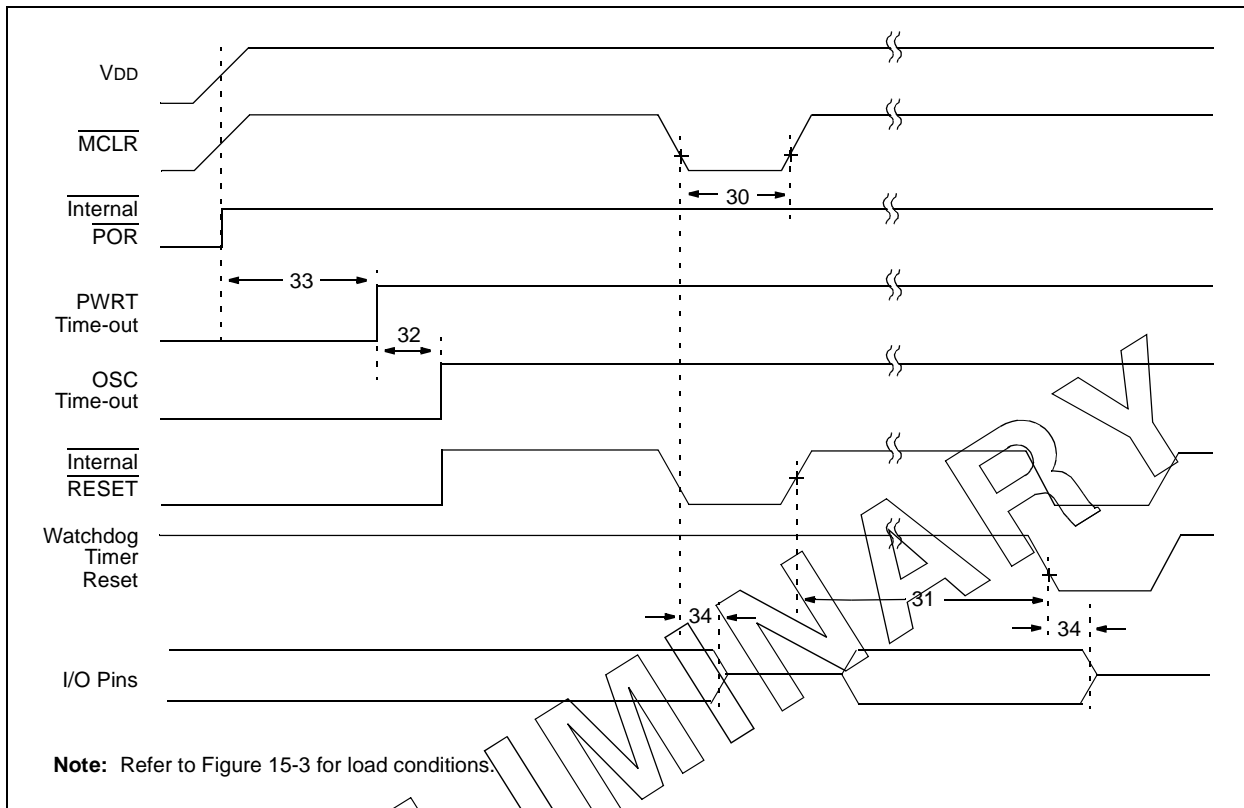 VDD
MCLR
Internal
POR
PWRT
Time-out
OSC
Time-out
Internal
RESET
Watchdog
Timer
Reset
I/O Pins
30
33
32
31
34
34
LIMINARY
Note: Refer to Figure 15-3 for load conditions.